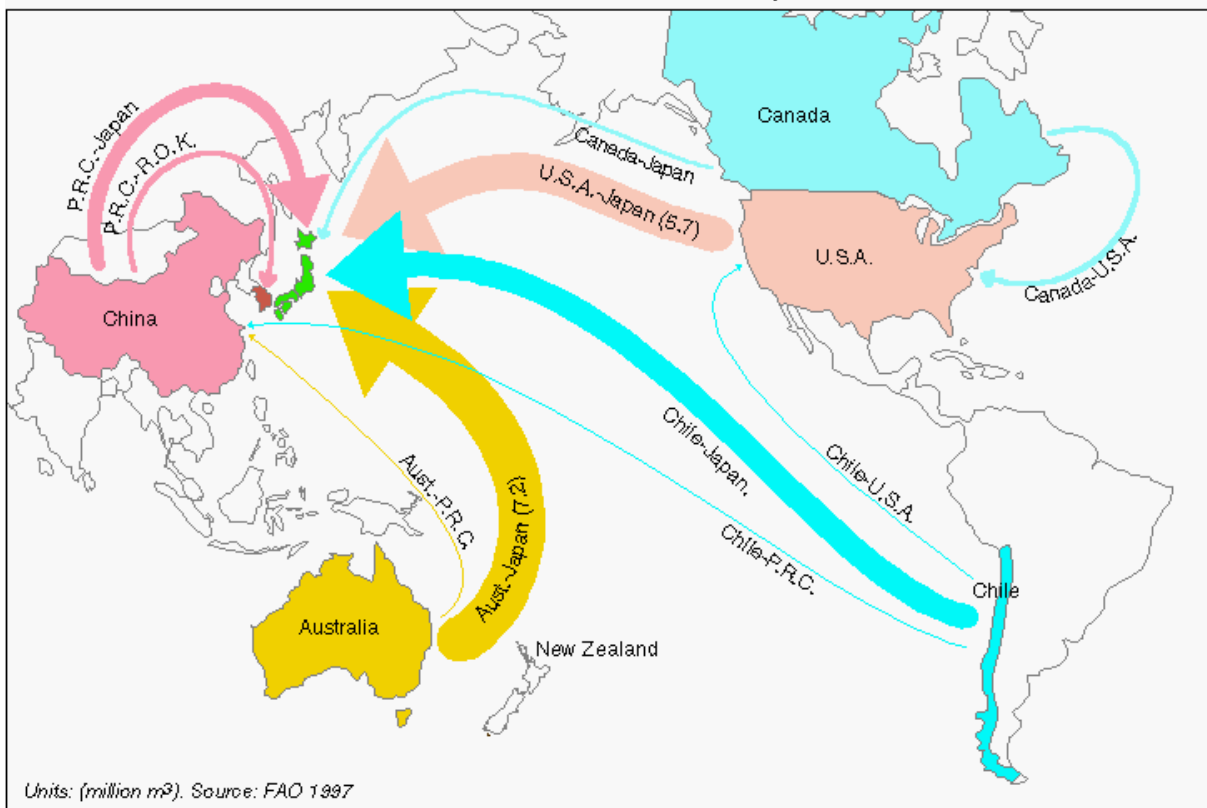 Canada
P.R.C.-Japan
P.R.C.-R.O.K.
Canada-Japan
U.S.A.-Japan (5.7)
U.S.A.
Canada-U.S.A.
China
Chile-Japan.
Chile-U.S.A.
Aust.-P.R.C.
Aust.-Japan (7.2)
Chile-P.R.C.
Chile
Australia
New Zealand
Units: (million m³). Source: FAO 1997